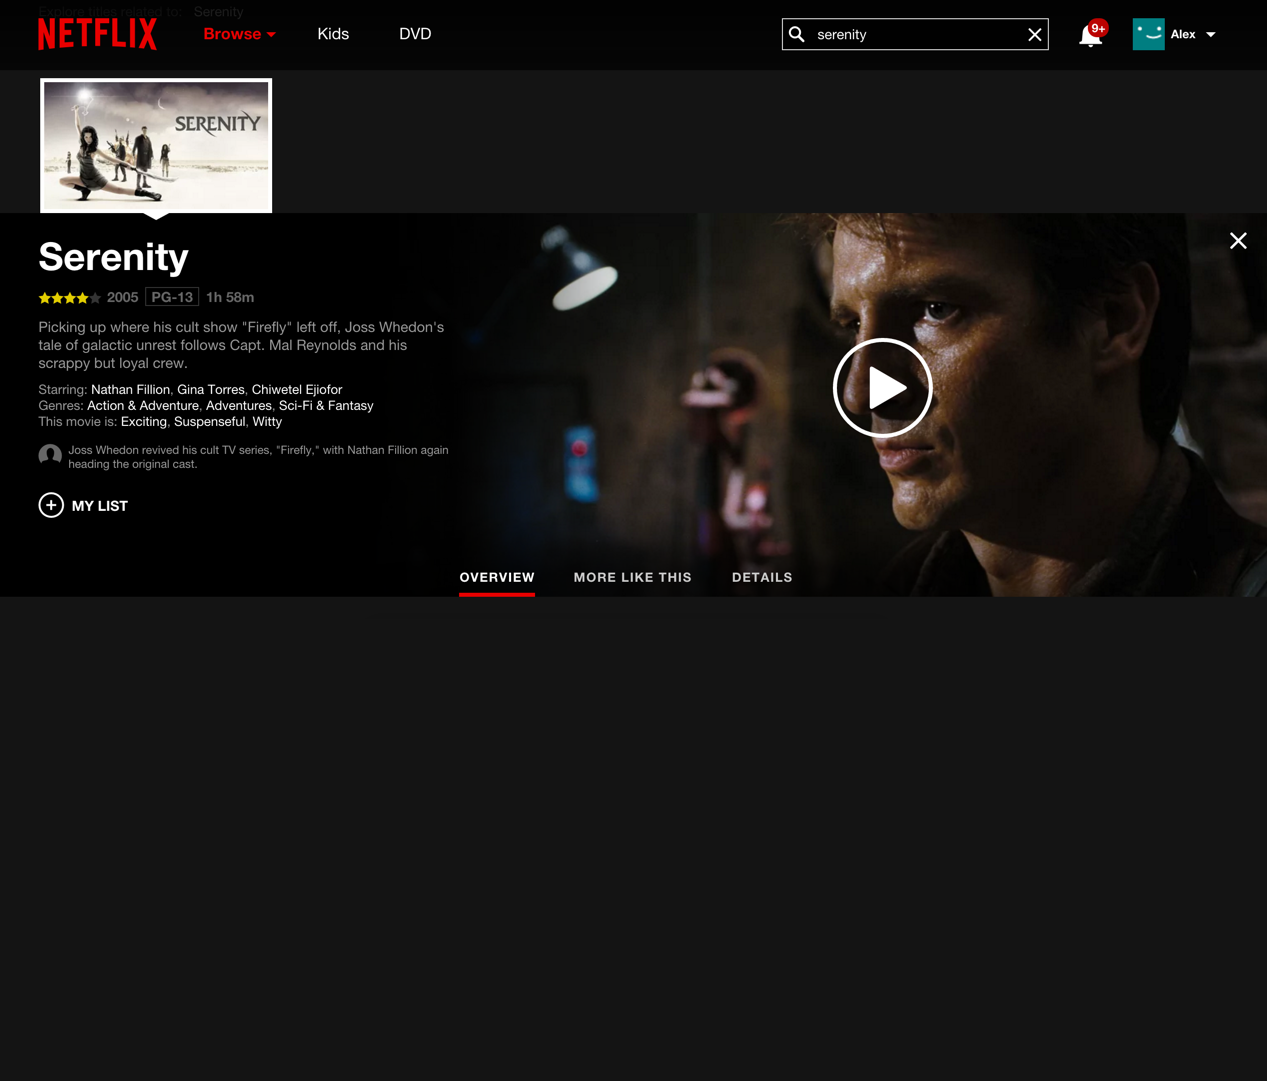 Explore titles related to: Serenity
NETFLIX
Browse
Kids
DVD
serenity
9+
Alex
SERENITY
Serenity
2005 PG-13 1h 58m
Picking up where his cult show "Firefly" left off, Joss Whedon's
tale of galactic unrest follows Capt. Mal Reynolds and his
scrappy but loyal crew.
Starring: Nathan Fillion, Gina Torres, Chiwetel Ejiofor
Genres: Action & Adventure, Adventures, Sci-Fi & Fantasy
This movie is: Exciting, Suspenseful, Witty
Joss Whedon revived his cult TV series, "Firefly," with Nathan Fillion again
heading the original cast.
MY LIST
OVERVIEW
MORE LIKE THIS
DETAILS